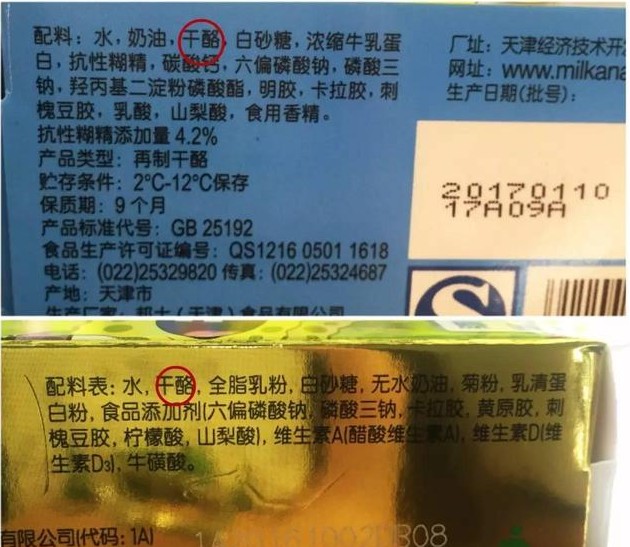 配料：水，奶油，干酪，白砂糖，浓缩牛乳蛋
白，抗性糊精，碳酸钙，六偏磷酸钠，磷酸三
钠，羟丙基二淀粉磷酸酯，明胶，卡拉胶，刺
槐豆胶，乳酸，山梨酸，食用香精。
抗性糊精添加量 4.2%
产品类型：再制干酪
贮存条件：2°C-12°C保存
保质期：9 个月
产品标准代号：GB 25192
食品生产许可证编号：QS1216 0501 1618
电话：(022)25329820 传真：(022)25324687
产地：天津市
厂址：天津经济技术开
网址：www.milkana
生产日期(批号)：
20170110
17A09A
配料表：水，干酪，全脂乳粉，白砂糖，无水奶油，菊粉，乳清蛋
白粉，食品添加剂(六偏磷酸钠，磷酸三钠，卡拉胶，黄原胶，刺
槐豆胶，柠檬酸，山梨酸)，维生素A(醋酸维生素A)，维生素D(维
生素D₃)，牛磺酸。
有限公司(代码：1A)